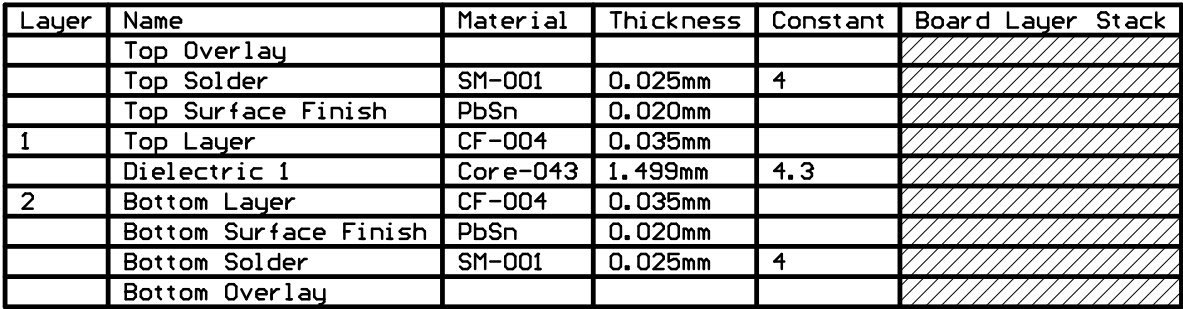 Layer Name Material Thickness Constant Board Layer Stack
Top Overlay
Top Solder SM-001 0.025mm 4
Top Surface Finish PbSn 0.020mm
1 Top Layer CF-004 0.035mm
Dielectric 1 Core-043 1.499mm 4.3
2 Bottom Layer CF-004 0.035mm
Bottom Surface Finish PbSn 0.020mm
Bottom Solder SM-001 0.025mm 4
Bottom Overlay